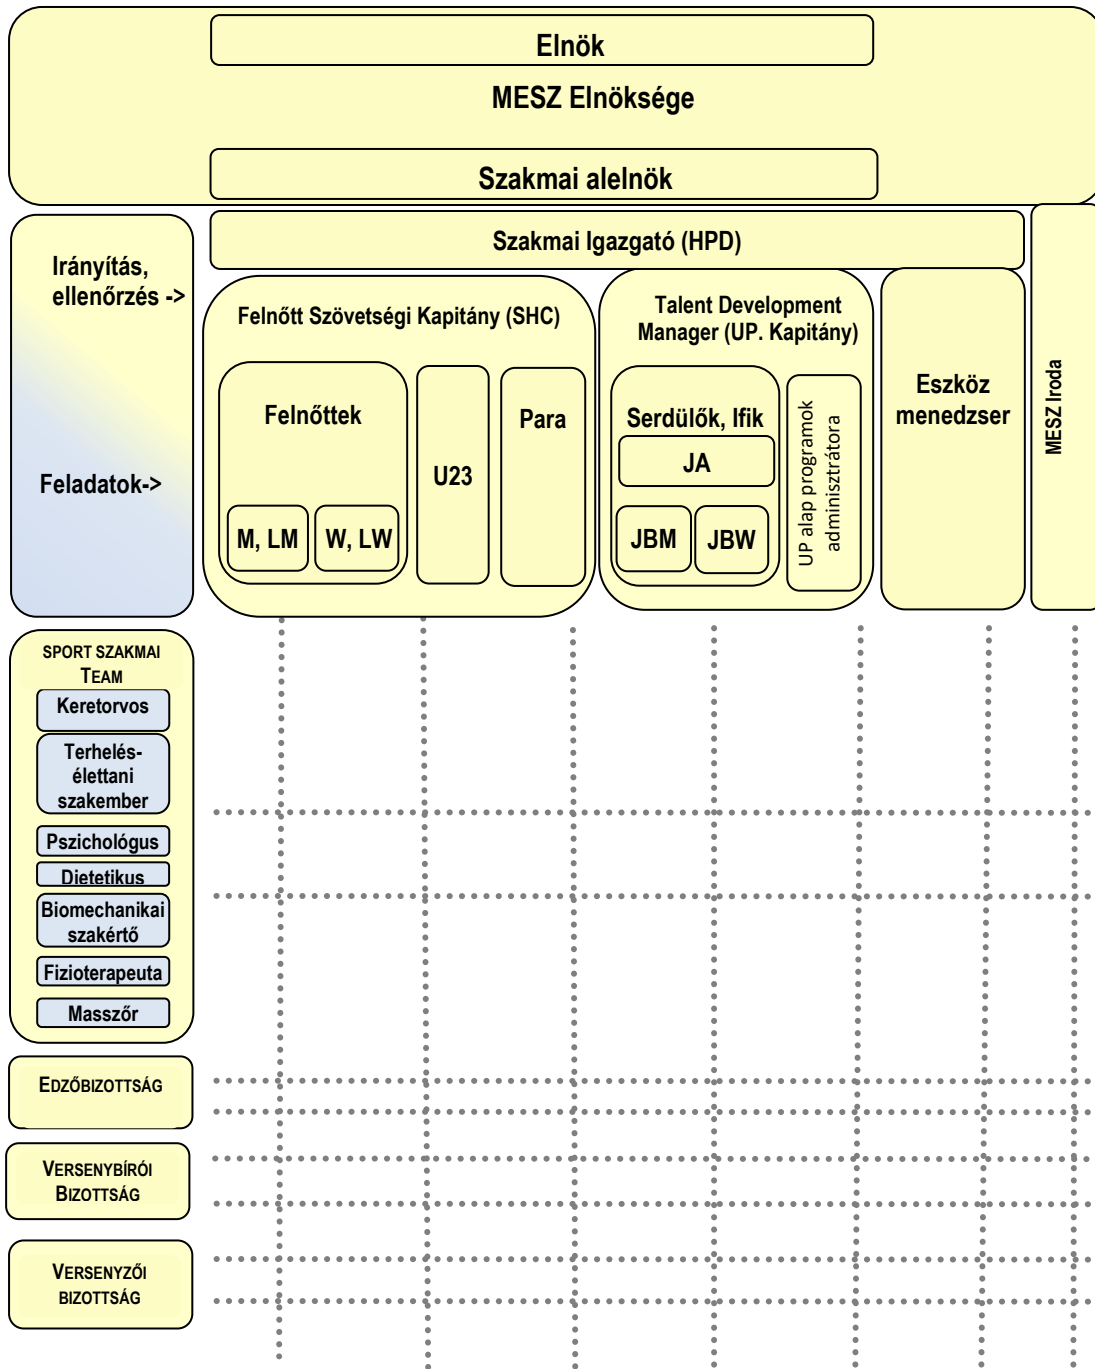 Elnök
MESZ Elnöksége
Szakmai alelnök
Szakmai Igazgató (HPD)
Irányítás,
ellenőrzés ->
Feladatok->
Felnőtt Szövetségi Kapitány (SHC)
Felnőttek
M, LM
W, LW
U23
Para
Talent Development
Manager (UP. Kapitány)
Serdülők, Ifik
JA
JBM
JBW
UP alap programok
adminisztrátora
Eszköz
menedzser
MESZ Iroda
SPORT SZAKMAI
TEAM
Keretorvos
Terhelés-
élettani
szakember
Pszichológus
Dietetikus
Biomechanikai
szakértő
Fizioterapeuta
Masszőr
EDZŐBIZOTTSÁG
VERSENYBÍRÓI
BIZOTTSÁG
VERSENYZŐI
BIZOTTSÁG